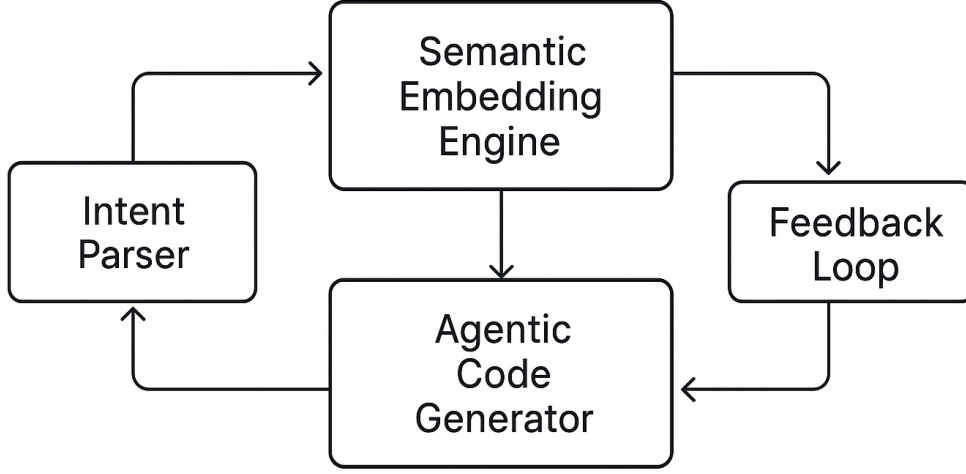 Semantic
Embedding
Engine
Intent
Parser
Feedback
Loop
Agentic
Code
Generator